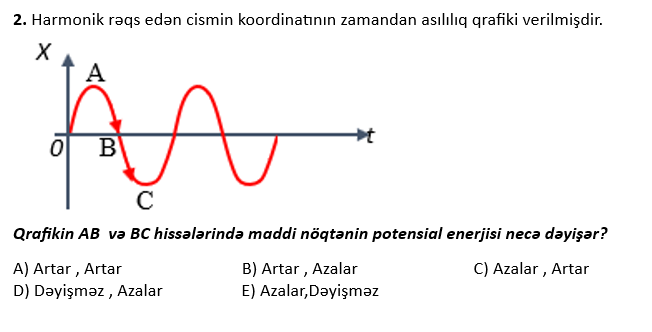 2. Harmonik rəqs edən cismin koordinatının zamandan asılılıq qrafiki verilmişdir.
X
A
0
B
t
C
Qrafikin AB və BC hissələrində maddi nöqtənin potensial enerjisi necə dəyişər?
A) Artar , Artar B) Artar , Azalar C) Azalar , Artar
D) Dəyişməz , Azalar E) Azalar,Dəyişməz